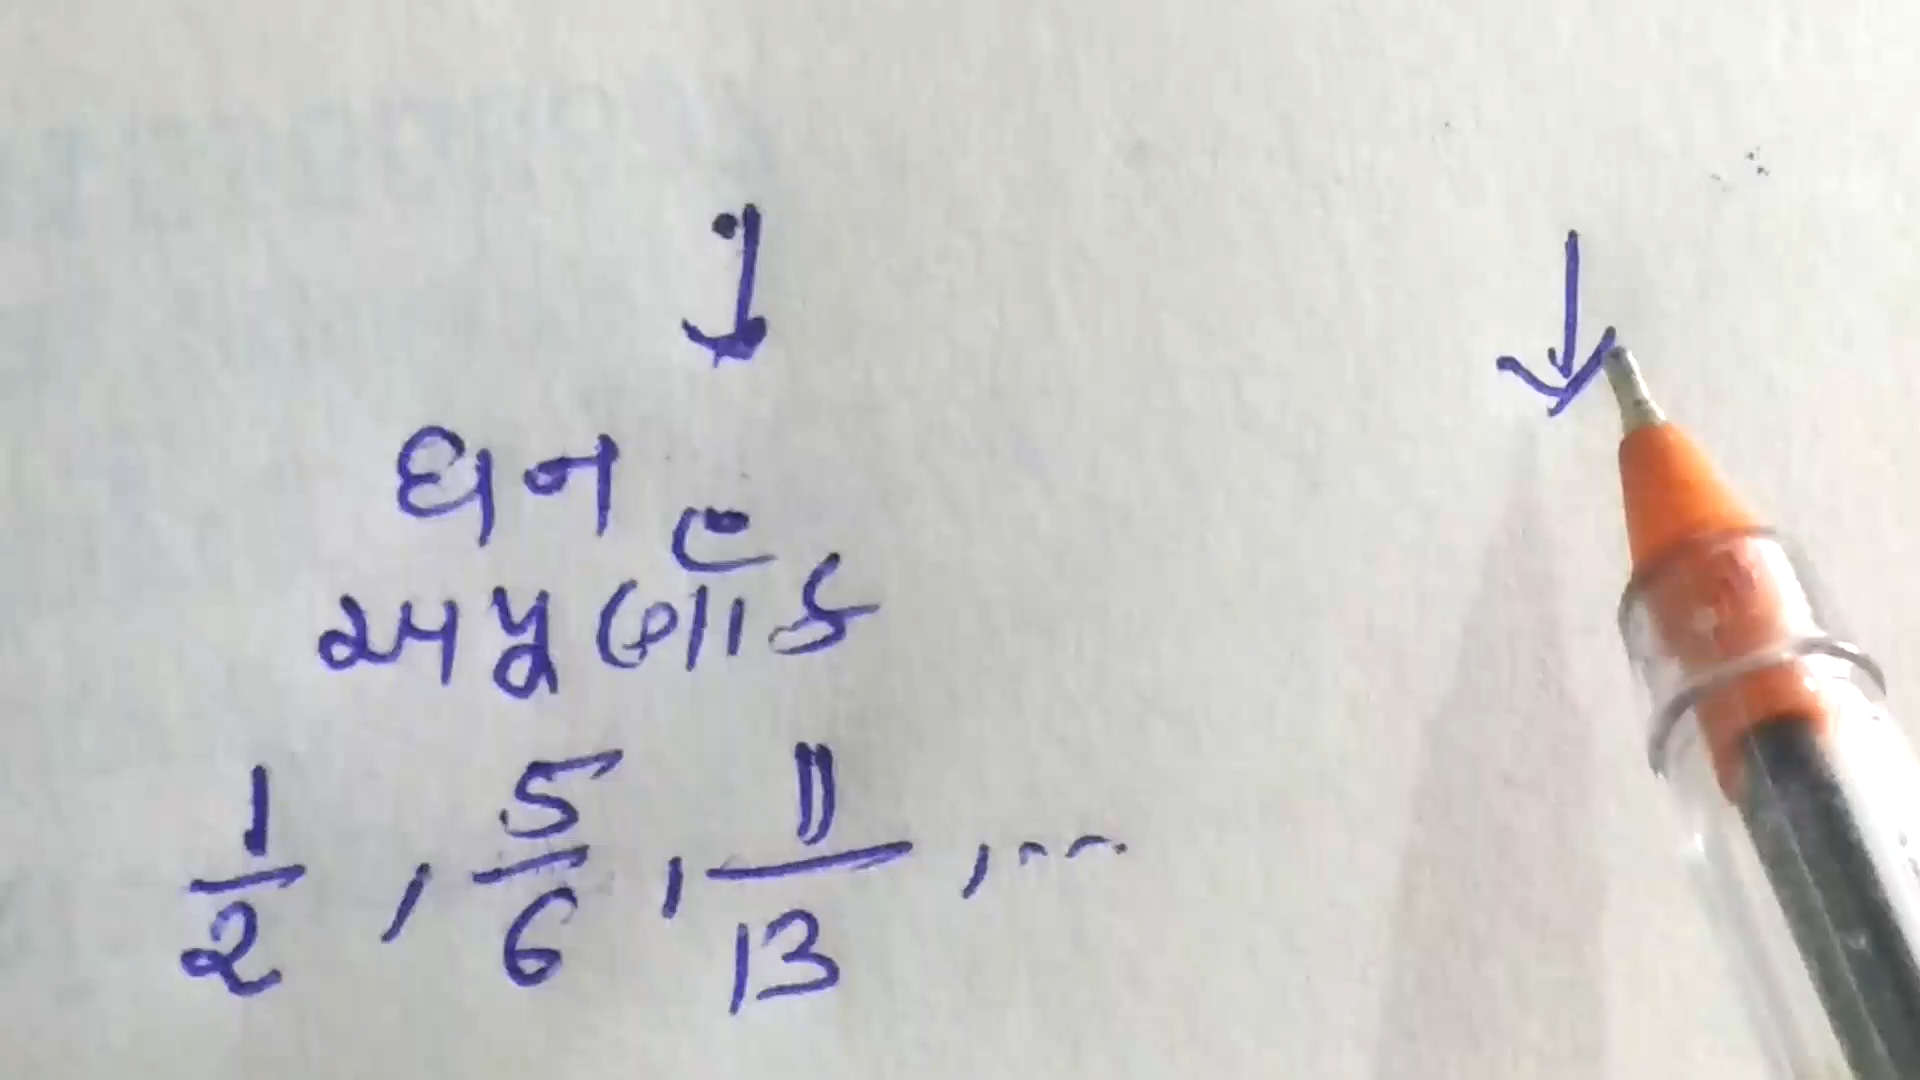 ધન
અપૂર્ણાંક
1/2 , 5/6 , 11/13 , ...